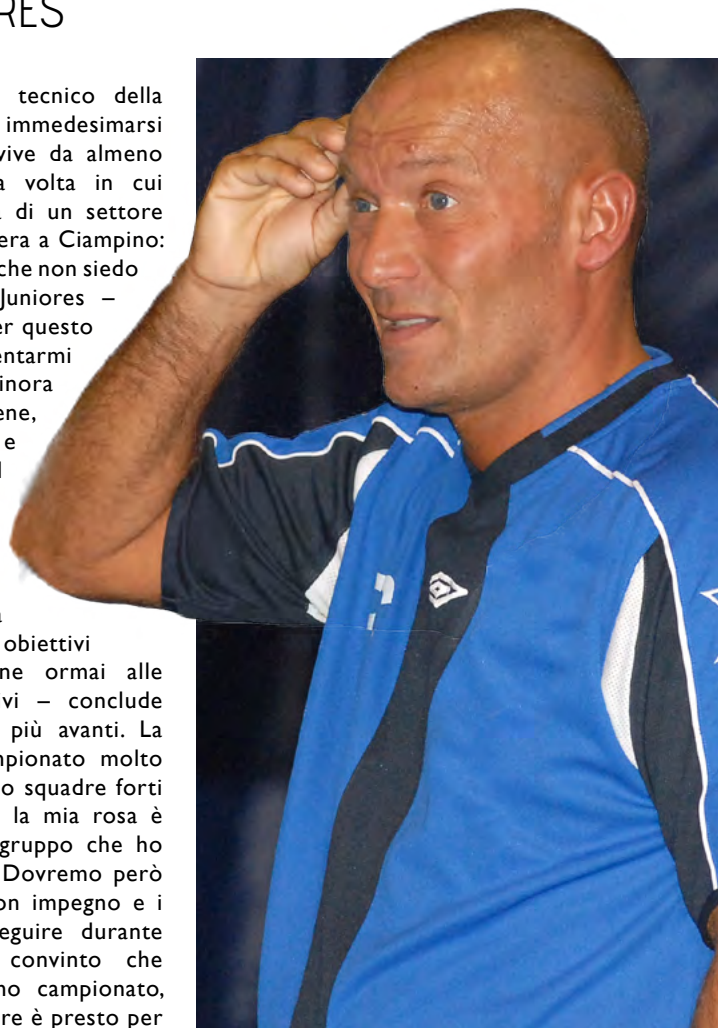 RES
tecnico della
immedesimarsi
vive da almeno
volta in cui
di un settore
era a Ciampino:
che non siedo
Juniores –
er questo
entarmi
inora
ene,
e
obiettivi
ne ormai alle
vi – conclude
più avanti. La
npionato molto
o squadre forti
la mia rosa è
gruppo che ho
Dovremo però
on impegno e i
eguire durante
convinto che
no campionato,
re è presto per